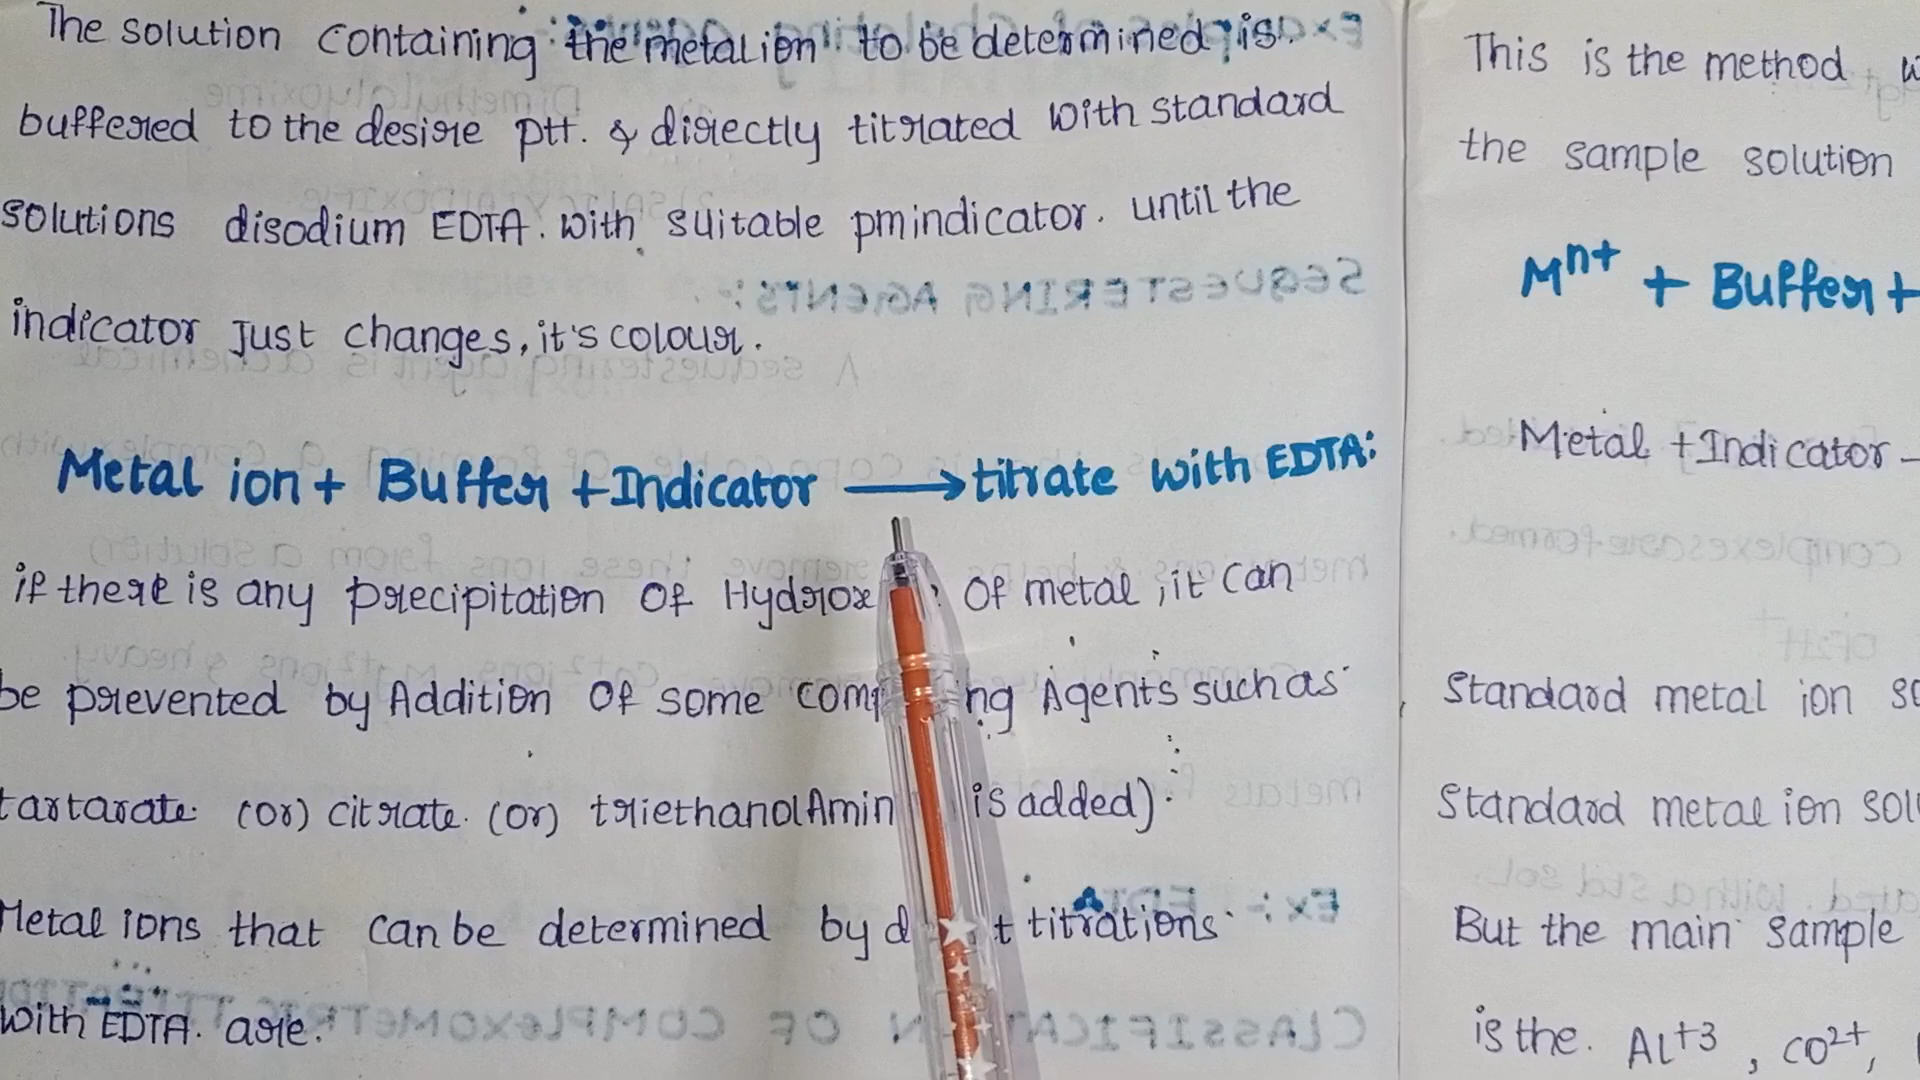 The solution containing the metal ion to be determined is
buffered to the desire pH. & directly titrated with standard
solutions disodium EDTA. with suitable pm indicator. until the
indicator Just changes, it's colour.
Metal ion + Buffer + Indicator → titrate with EDTA:
if there is any precipitation of of metal, it can
be prevented by Addition of some Agents such as
tartarate (or) citrate. (or) is added).
Metal ions that can be determined by titrations.
with EDTA. are.
This is the method
the sample solution
Mn+ + Buffer +
Metal + Indicator
Standard metal ion
Standard metal ion
But the main sample
is the. Al+3, CO2+,